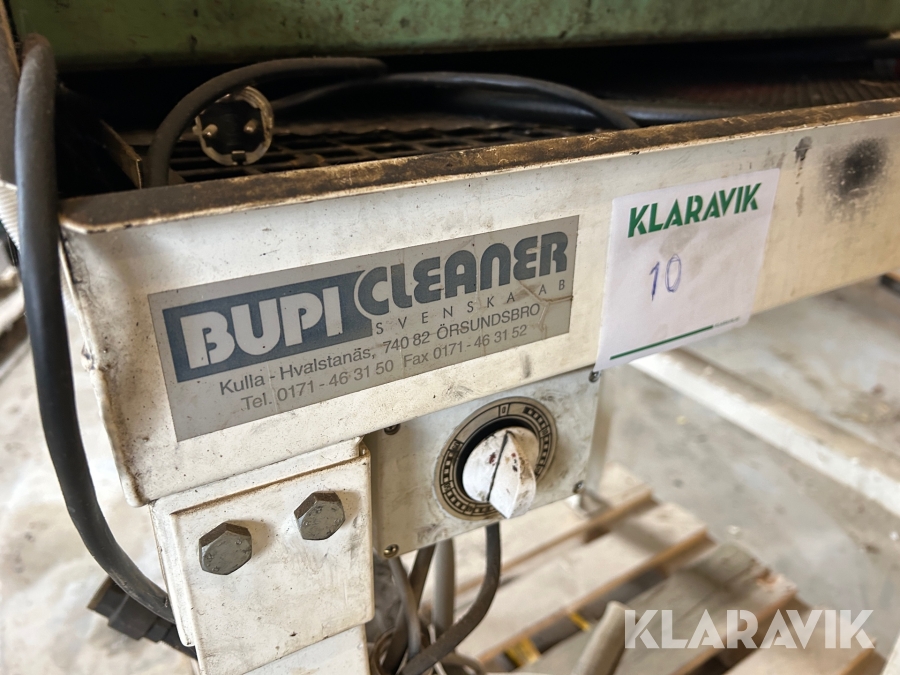 BUPI CLEANER
SVENSKA AB
Kulla - Hvalstanäs, 740 82 ÖRSUNDSBRO
Tel. 0171 - 46 31 50 Fax 0171 - 46 31 52
KLARAVIK
10
0
KLARAVIK